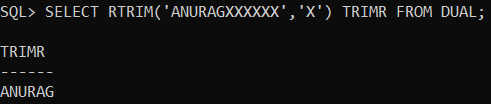 SQL> SELECT RTRIM('ANURAGXXXXXX','X') TRIMR FROM DUAL;
TRIMR
------
ANURAG